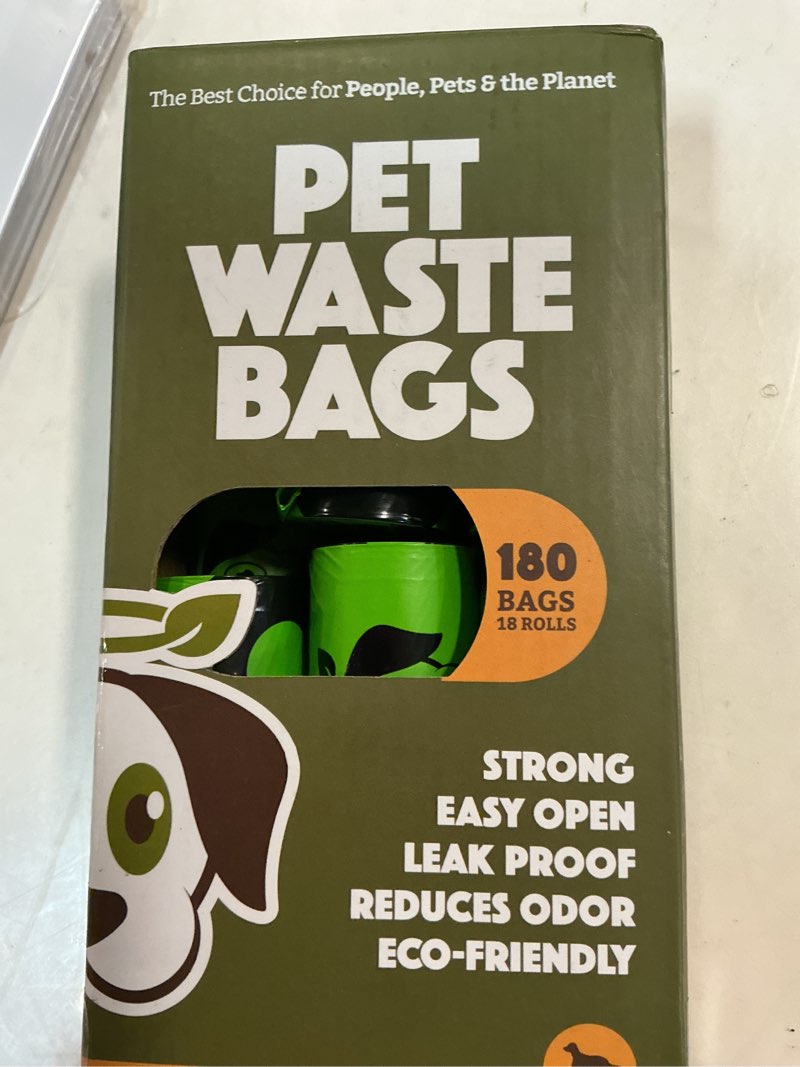 The Best Choice for People, Pets & the Planet
PET
WASTE
BAGS
180
BAGS
18 ROLLS
STRONG
EASY OPEN
LEAK PROOF
REDUCES ODOR
ECO-FRIENDLY